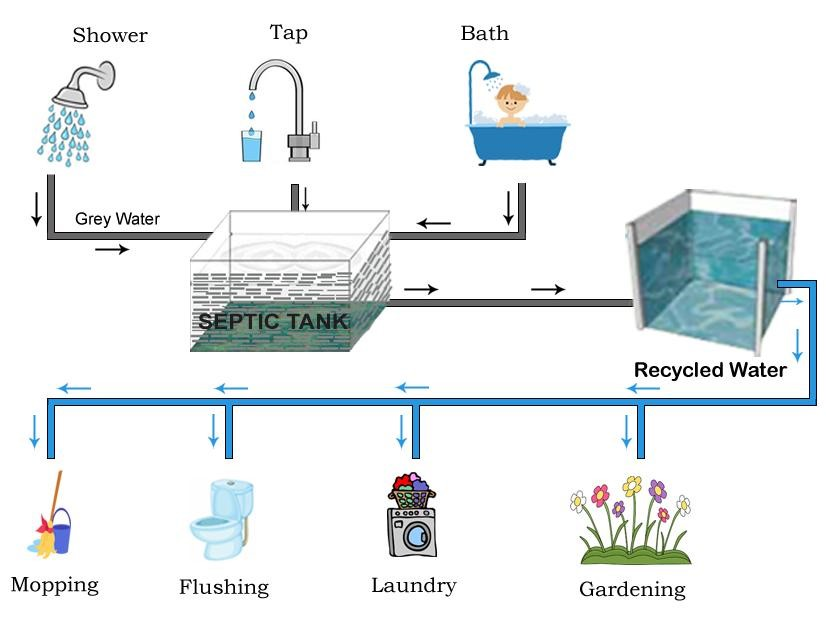 Shower
Tap
Bath
Grey Water
SEPTIC TANK
Recycled Water
Mopping
Flushing
Laundry
Gardening